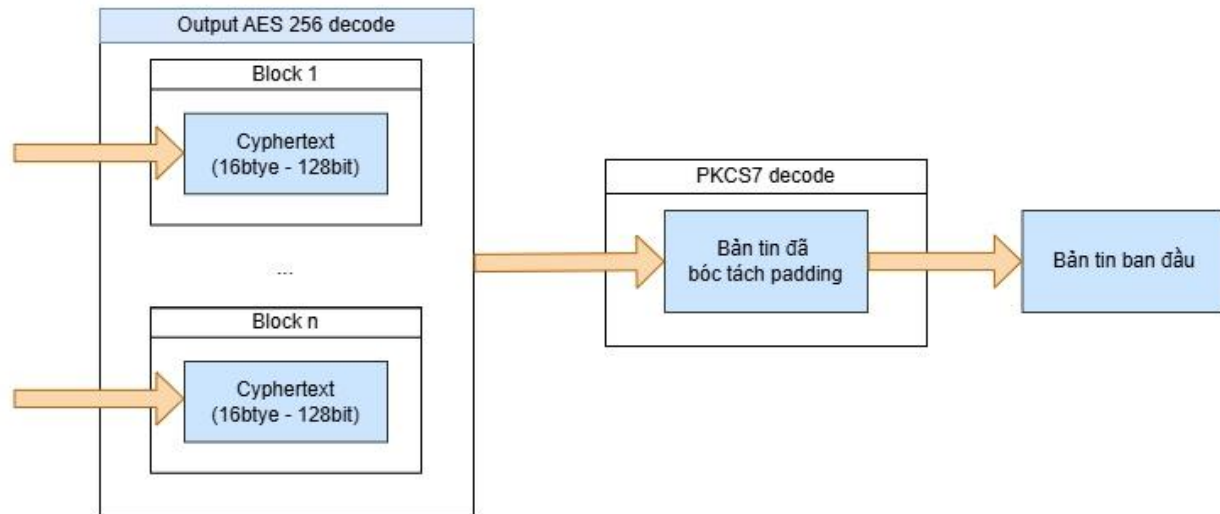 Output AES 256 decode
Block 1
Cyphertext
(16btye - 128bit)
...
Block n
Cyphertext
(16btye - 128bit)
PKCS7 decode
Bản tin đã
bóc tách padding
Bản tin ban đầu